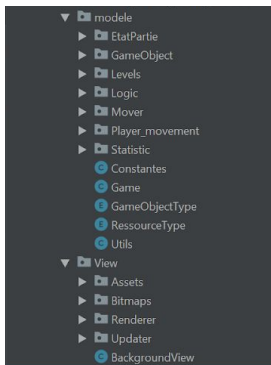 modele
EtatPartie
GameObject
Levels
Logic
Mover
Player_movement
Statistic
Constantes
Game
GameObjectType
RessourceType
Utils
View
Assets
Bitmaps
Renderer
Updater
BackgroundView